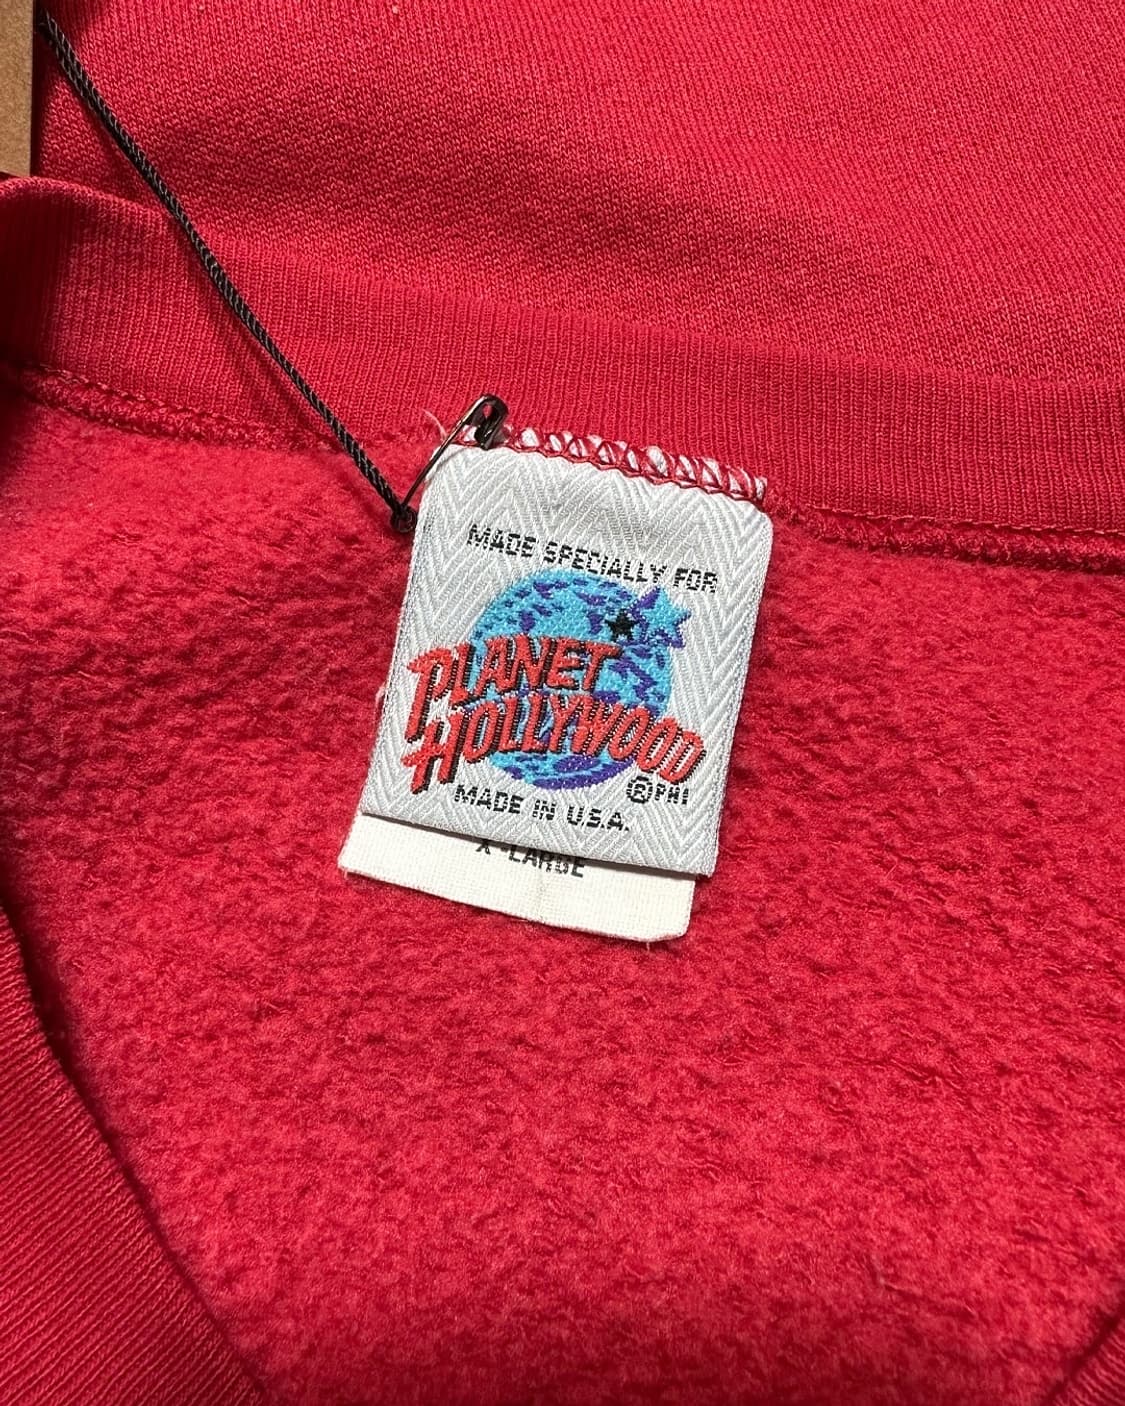 MADE SPECIALLY FOR
PLANET
HOLLYWOOD
® PHI
MADE IN U.S.A.
X-LARGE